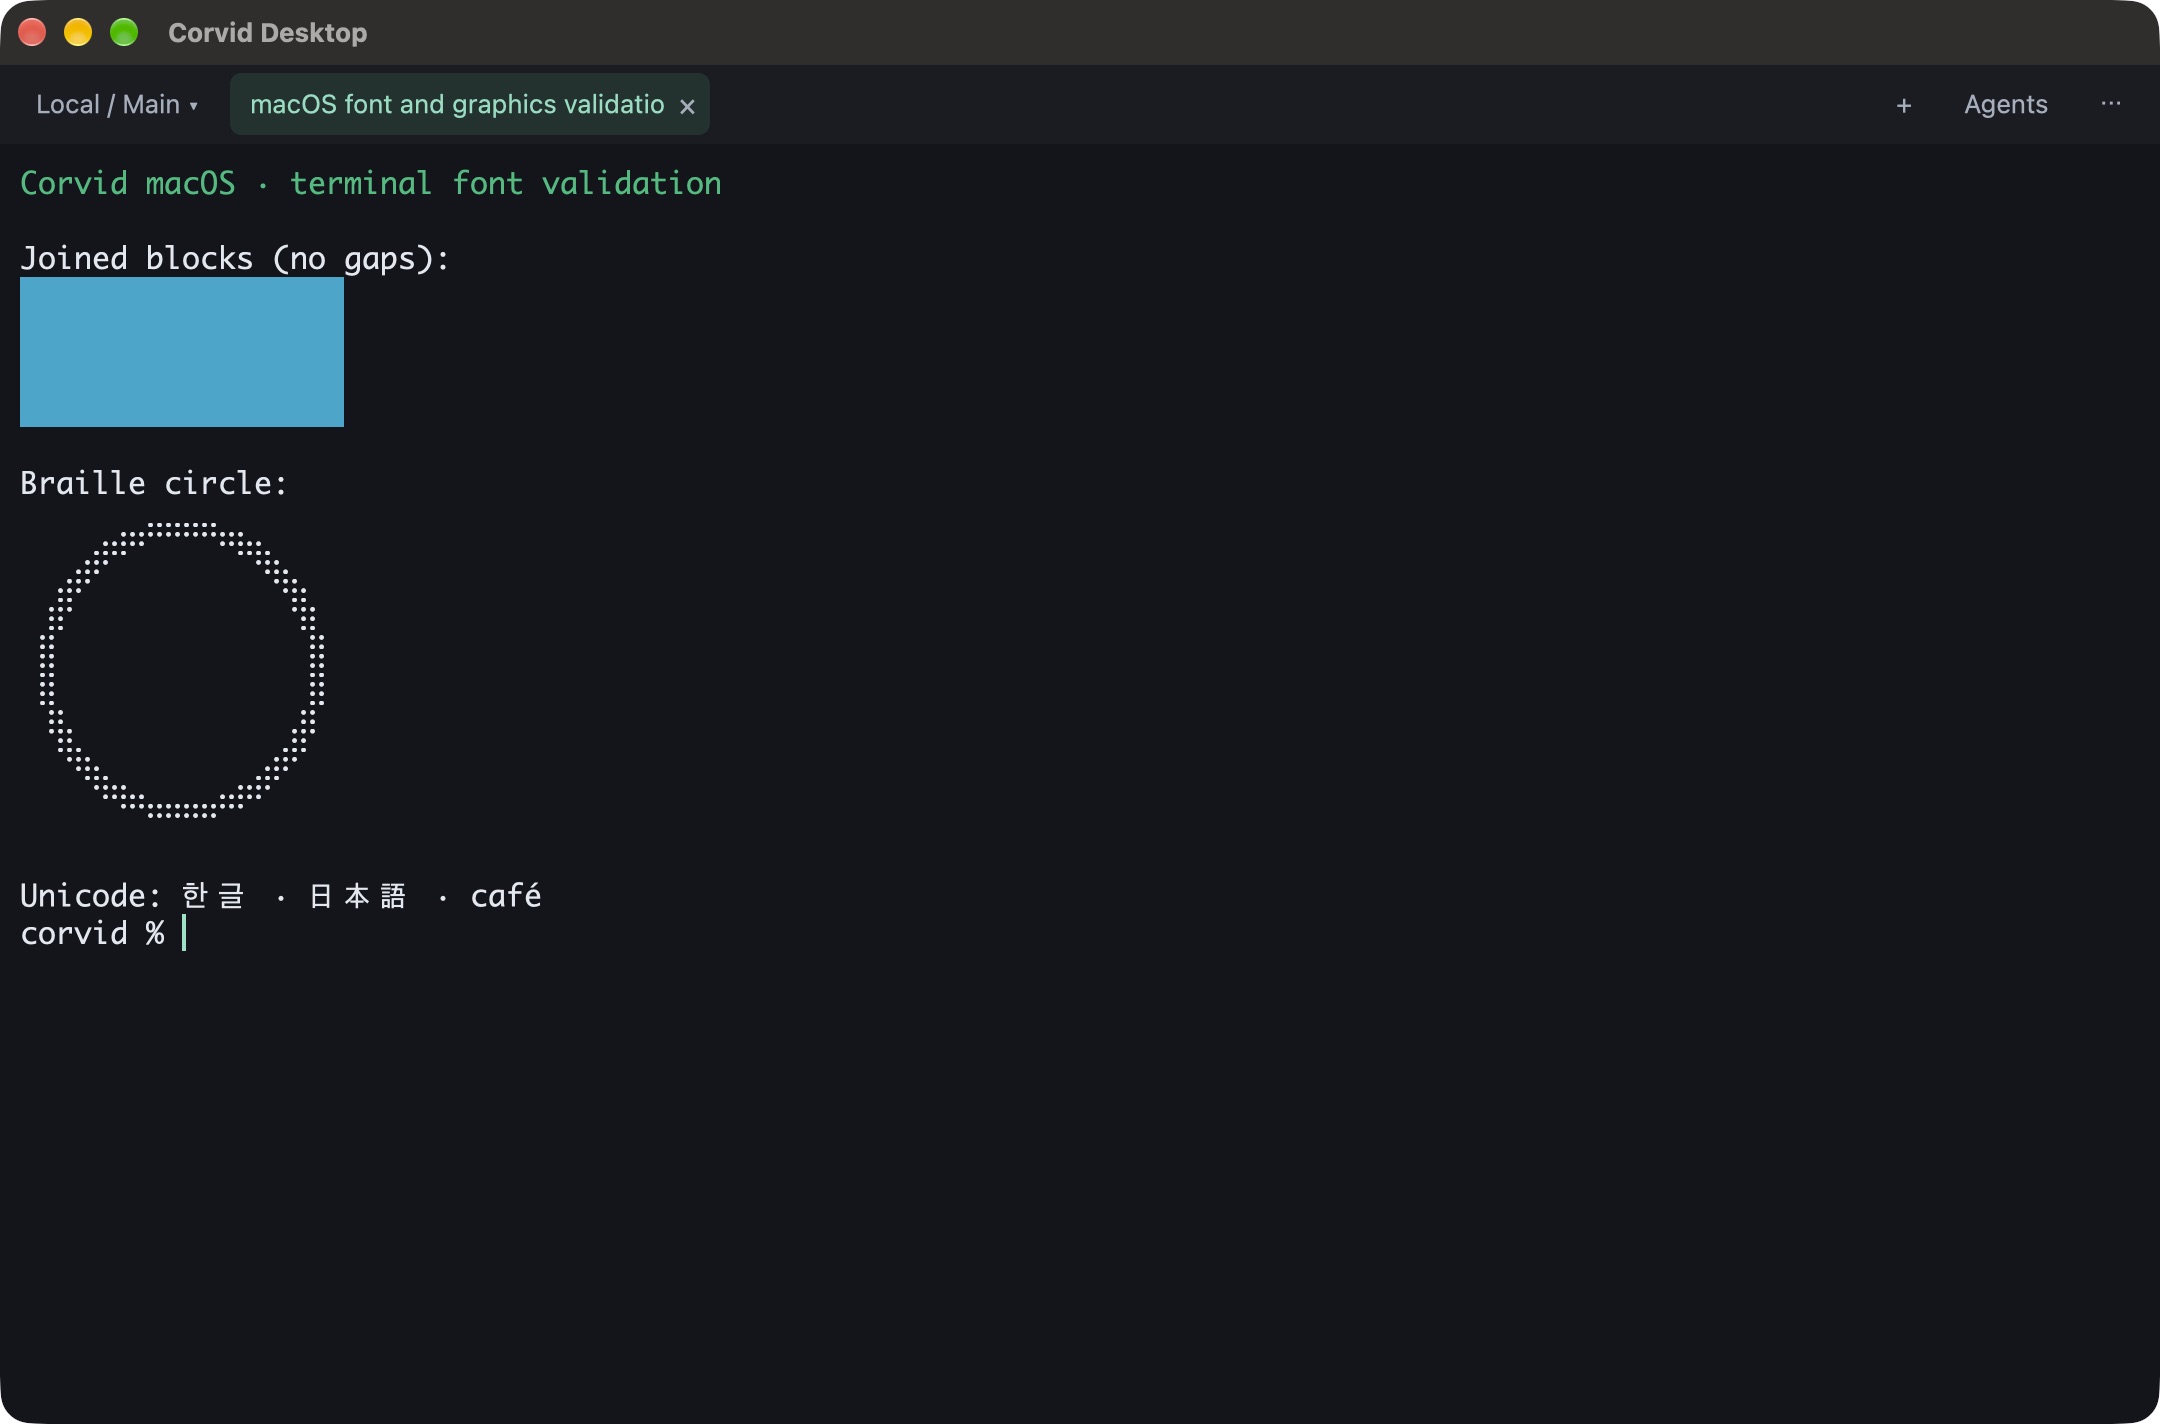 Corvid Desktop
Local / Main ▾
macOS font and graphics validatio ×
+ Agents ···
Corvid macOS · terminal font validation
Joined blocks (no gaps):
Braille circle:
Unicode: 한글 · 日本語 · café
corvid %